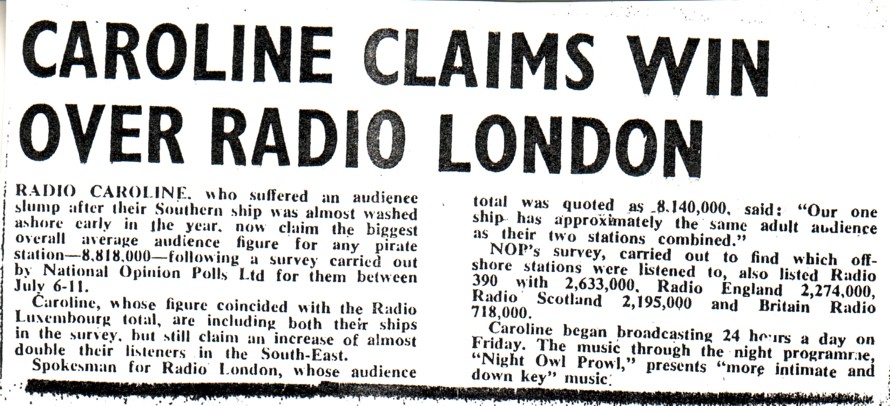 CAROLINE CLAIMS WIN
OVER RADIO LONDON
RADIO CAROLINE, who suffered an audience
slump after their Southern ship was almost washed
ashore early in the year, now claim the biggest
overall average audience figure for any pirate
station—8,818,000—following a survey carried out
by National Opinion Polls Ltd for them between
July 6-11.
Caroline, whose figure coincided with the Radio
Luxembourg total, are including both their ships
in the survey, but still claim an increase of almost
double their listeners in the South-East.
Spokesman for Radio London, whose audience
total was quoted as 8,140,000, said: "Our one
ship has approximately the same adult audience
as their two stations combined."
NOP's survey, carried out to find which off-
shore stations were listened to, also listed Radio
390 with 2,633,000, Radio England 2,274,000,
Radio Scotland 2,195,000 and Britain Radio
718,000.
Caroline began broadcasting 24 hours a day on
Friday. The music through the night programme,
"Night Owl Prowl," presents "more intimate and
down key" music.